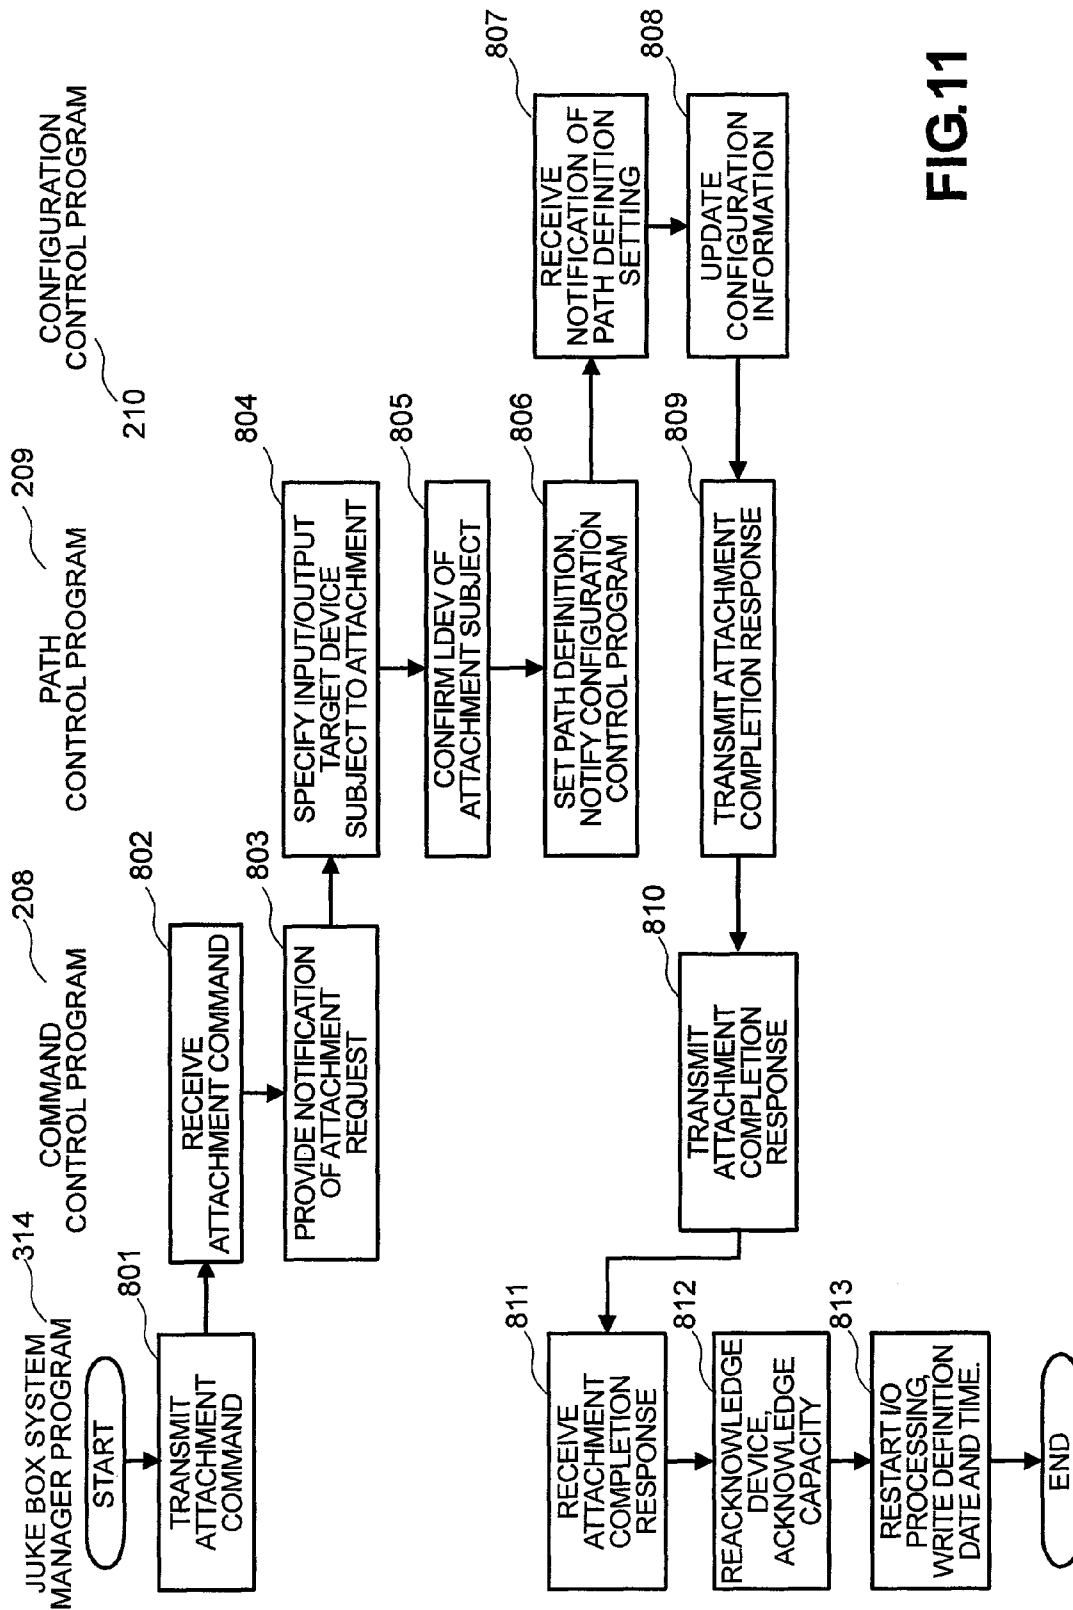 JUKE BOX SYSTEM
MANAGER PROGRAM
314
COMMAND
CONTROL PROGRAM
208
PATH
CONTROL PROGRAM
209
CONFIGURATION
CONTROL PROGRAM
210
START
801
TRANSMIT
ATTACHMENT
COMMAND
802
RECEIVE
ATTACHMENT COMMAND
803
PROVIDE NOTIFICATION
OF ATTACHMENT
REQUEST
804
SPECIFY INPUT/OUTPUT
TARGET DEVICE
SUBJECT TO ATTACHMENT
805
CONFIRM LDEV OF
ATTACHMENT SUBJECT
806
SET PATH DEFINITION,
NOTIFY CONFIGURATION
CONTROL PROGRAM
807
RECEIVE
NOTIFICATION OF
PATH DEFINITION
SETTING
808
UPDATE
CONFIGURATION
INFORMATION
809
TRANSMIT ATTACHMENT
COMPLETION RESPONSE
810
TRANSMIT
ATTACHMENT
COMPLETION
RESPONSE
811
RECEIVE
ATTACHMENT
COMPLETION
RESPONSE
812
REACKNOWLEDGE
DEVICE,
ACKNOWLEDGE
CAPACITY
813
RESTART I/O
PROCESSING,
WRITE DEFINITION
DATE AND TIME.
END
FIG.11